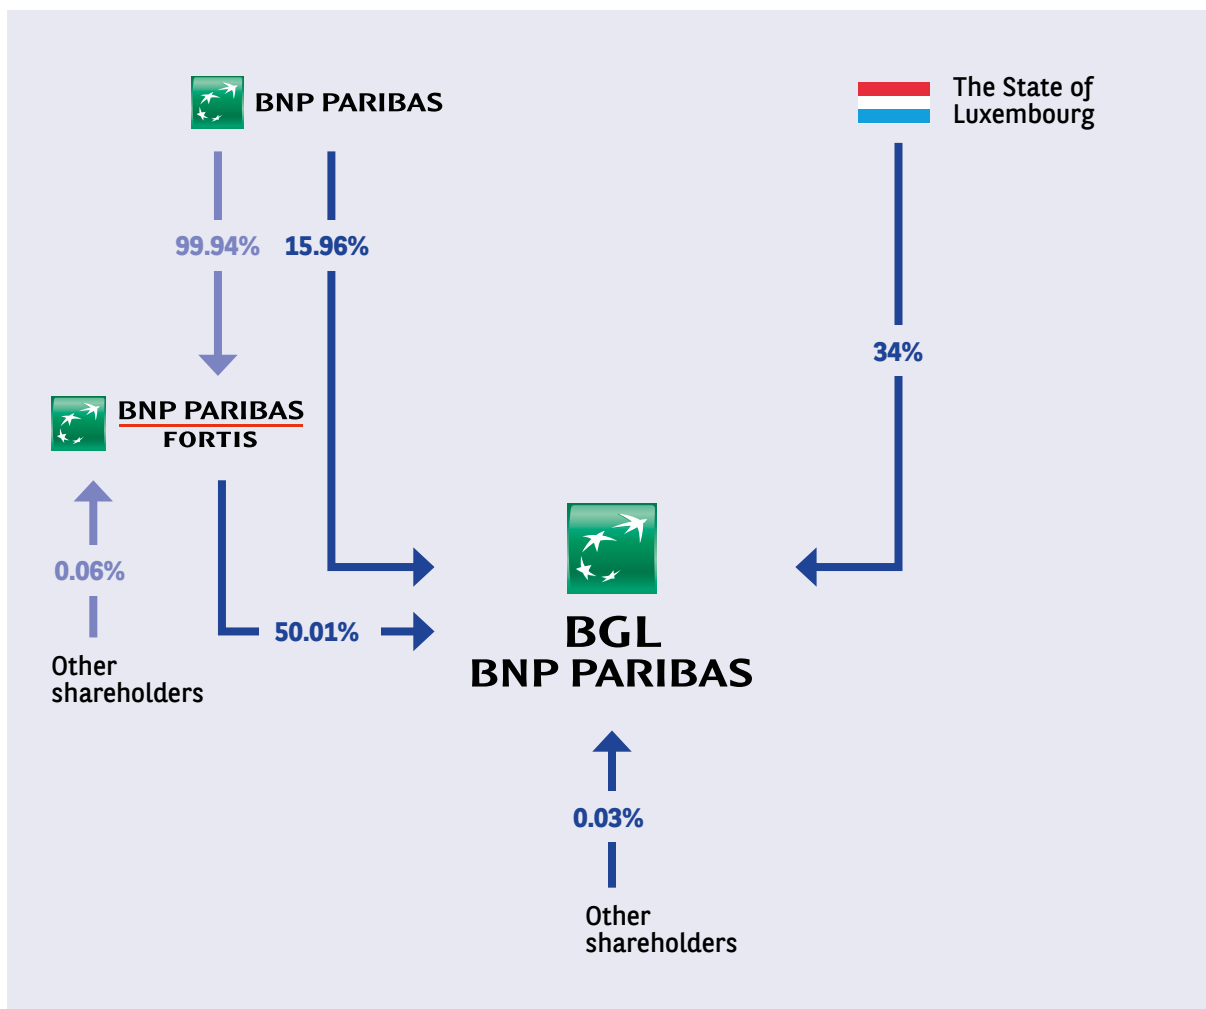 BNP PARIBAS
The State of
Luxembourg
99.94%
15.96%
34%
BNP PARIBAS
FORTIS
0.06%
Other
shareholders
50.01%
BGL
BNP PARIBAS
0.03%
Other
shareholders